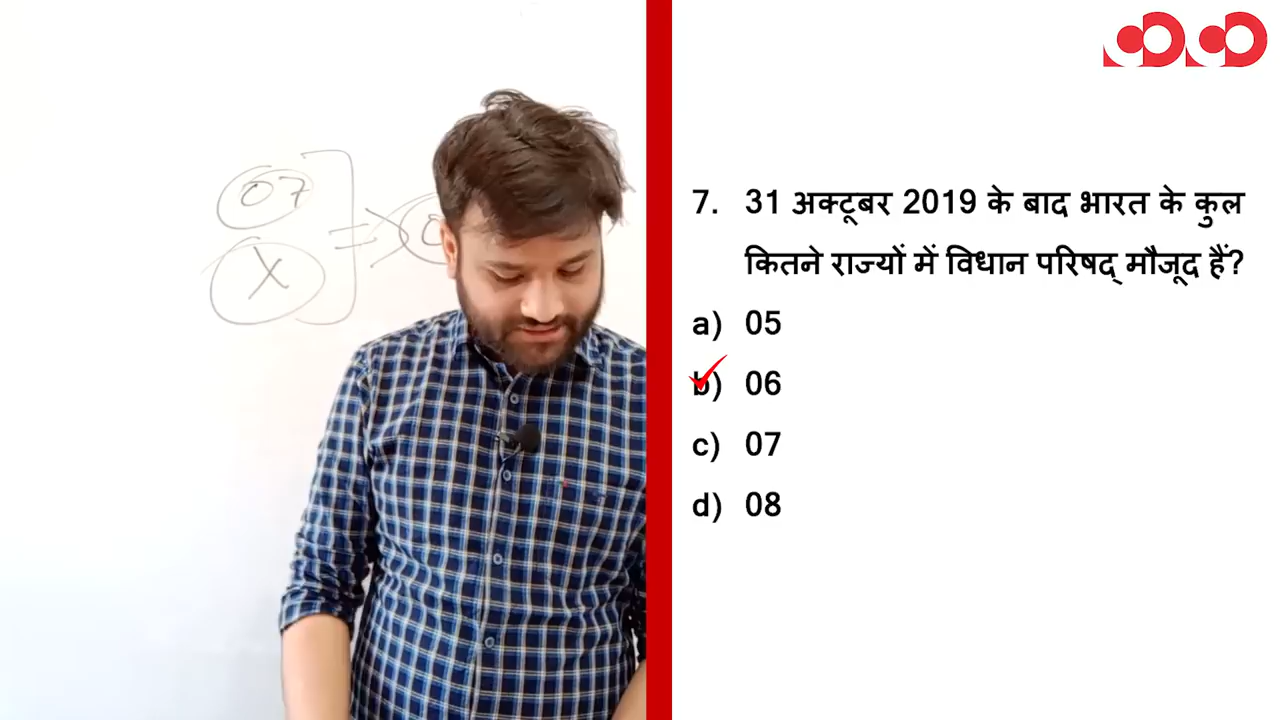 07
X
7. 31 अक्टूबर 2019 के बाद भारत के कुल
कितने राज्यों में विधान परिषद् मौजूद हैं?
a) 05
b) 06
c) 07
d) 08